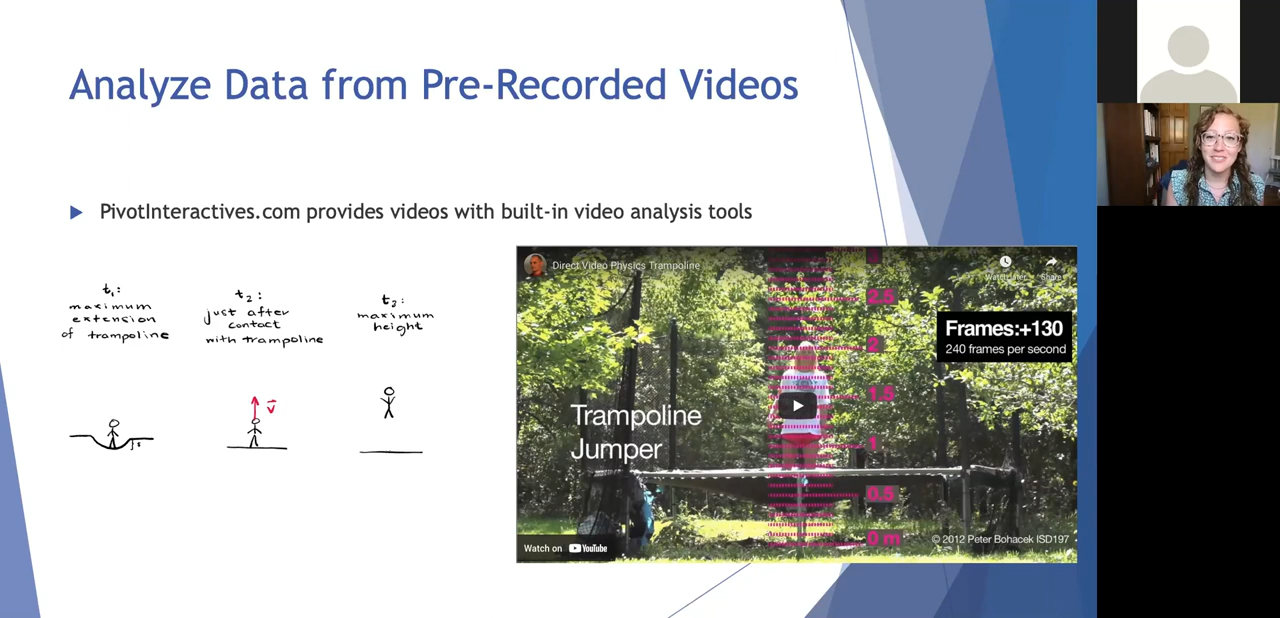 Analyze Data from Pre-Recorded Videos
PivotInteractives.com provides videos with built-in video analysis tools
t₁:
maximum
extension
of trampoline
t₂:
just after
contact
with trampoline
t₃:
maximum
height
v⃗
Direct Video Physics Trampoline
Watch later
Share
2.5
2
1.5
1
0.5
0 m
Frames:+130
240 frames per second
Trampoline
Jumper
Watch on YouTube
© 2012 Peter Bohacek ISD197